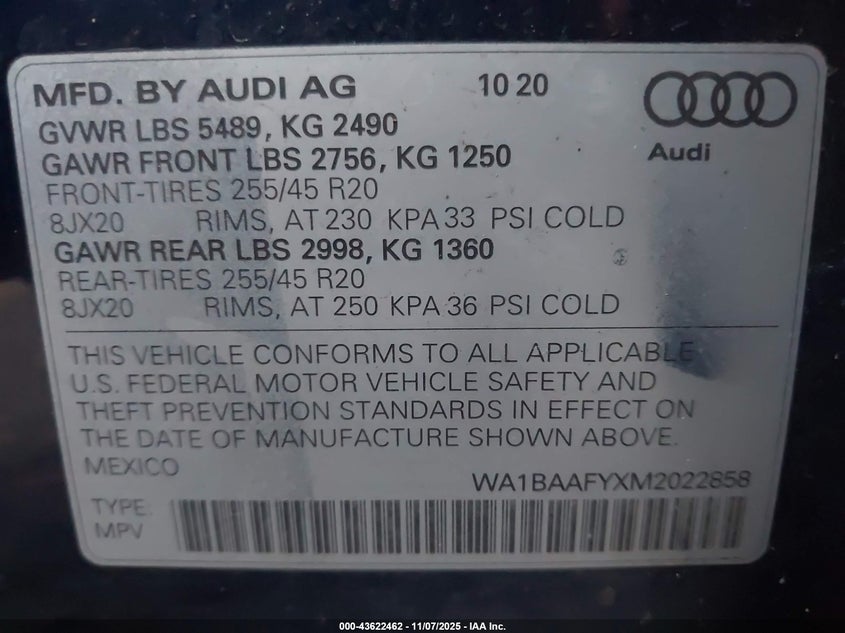 MFD. BY AUDI AG 10 20
GVWR LBS 5489, KG 2490
GAWR FRONT LBS 2756, KG 1250
Audi
FRONT-TIRES 255/45 R20
8JX20 RIMS, AT 230 KPA 33 PSI COLD
GAWR REAR LBS 2998, KG 1360
REAR-TIRES 255/45 R20
8JX20 RIMS, AT 250 KPA 36 PSI COLD
THIS VEHICLE CONFORMS TO ALL APPLICABLE
U.S. FEDERAL MOTOR VEHICLE SAFETY AND
THEFT PREVENTION STANDARDS IN EFFECT ON
THE DATE OF MANUFACTURE SHOWN ABOVE.
MEXICO
WA1BAAFYXM2022858
TYPE:
MPV
000-43622462 - 11/07/2025 - IAA Inc.